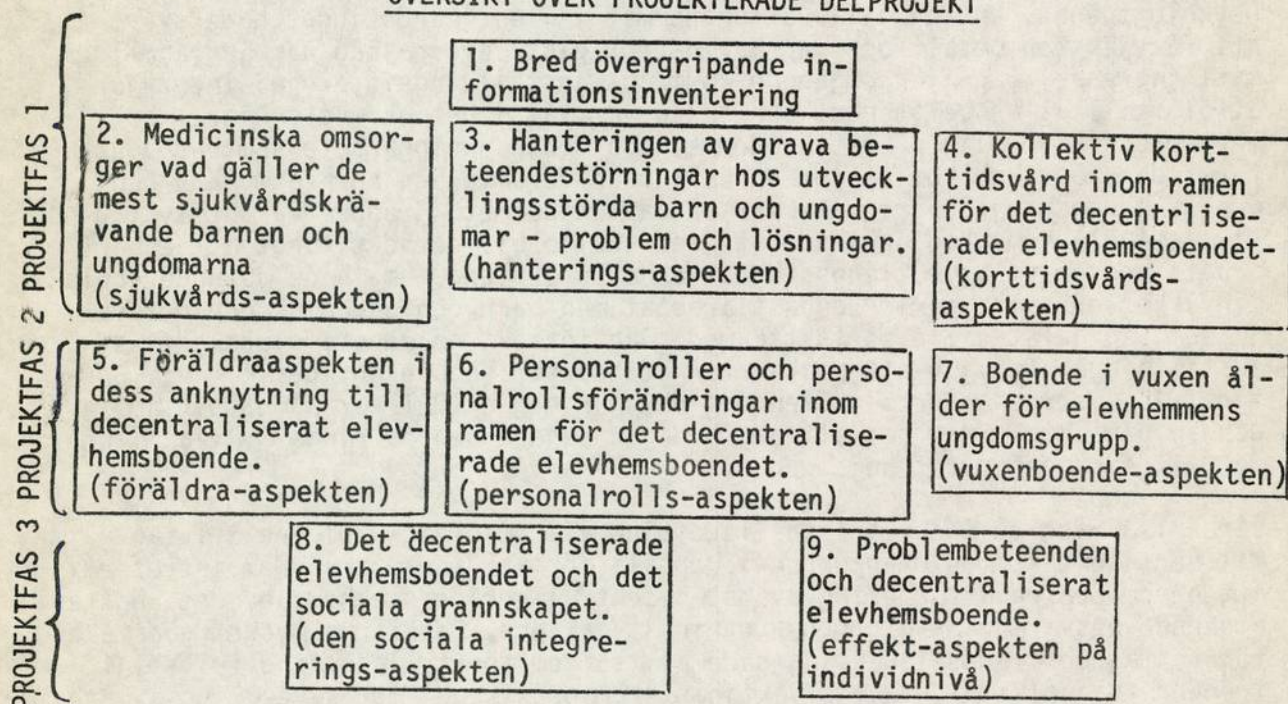 ÖVERSIKT ÖVER PROJEKTERADE DELPROJEKT
PROJEKTFAS 1
1. Bred övergripande in-
formationsinventering
2. Medicinska omsor-
ger vad gäller de
mest sjukvårdskrä-
vande barnen och
ungdomarna
(sjukvårds-aspekten)
3. Hanteringen av grava be-
teendestörningar hos utveck-
lingsstörda barn och ungdo-
mar - problem och lösningar.
(hanterings-aspekten)
4. Kollektiv kort-
tidsvård inom ramen
för det decentrlise-
rade elevhemsboendet-
(korttidsvårds-
aspekten)
PROJEKTFAS 2
5. Föräldraaspekten i
dess anknytning till
decentraliserat elev-
hemsboende.
(föräldra-aspekten)
6. Personalroller och perso-
nalrollsförändringar inom
ramen för det decentralise-
rade elevhemsboendet.
(personalrolls-aspekten)
7. Boende i vuxen ål-
der för elevhemmens
ungdomsgrupp.
(vuxenboende-aspekten)
PROJEKTFAS 3
8. Det decentraliserade
elevhemsboendet och det
sociala grannskapet.
(den sociala integre-
rings-aspekten)
9. Problembeteenden
och decentraliserat
elevhemsboende.
(effekt-aspekten på
individnivå)